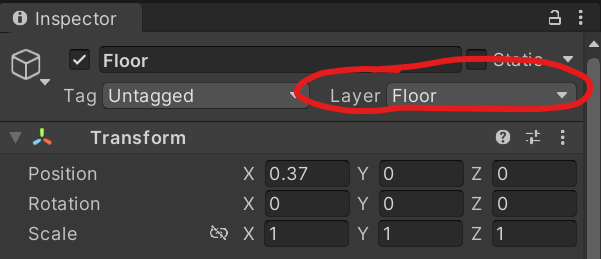 Inspector
Floor Static
Tag Untagged Layer Floor
Transform
Position X 0.37 Y 0 Z 0
Rotation X 0 Y 0 Z 0
Scale X 1 Y 1 Z 1